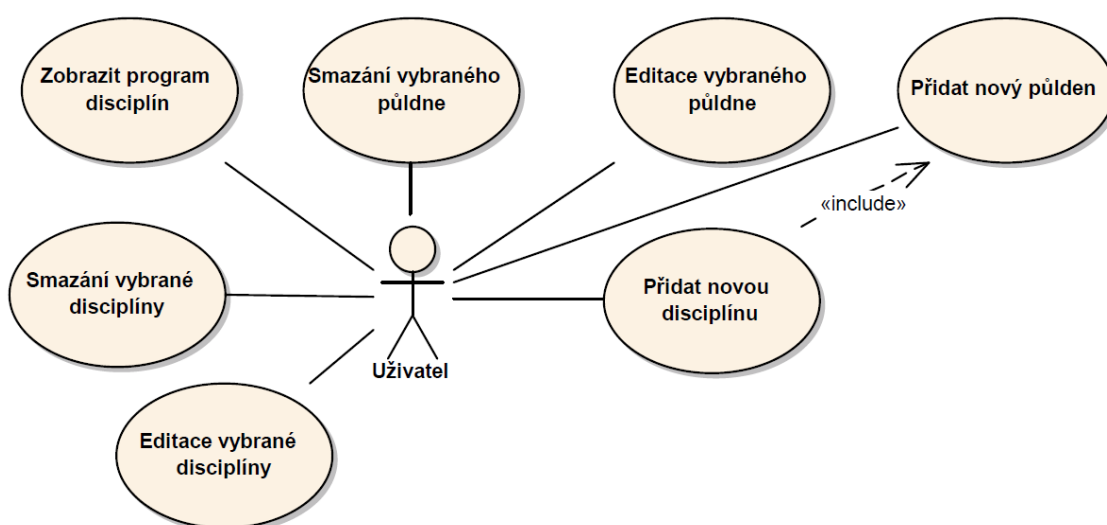 Zobrazit program
disciplín
Smazání vybraného
půldne
Editace vybraného
půldne
Přidat nový půlden
«include»
Smazání vybrané
disciplíny
Přidat novou
disciplínu
Uživatel
Editace vybrané
disciplíny